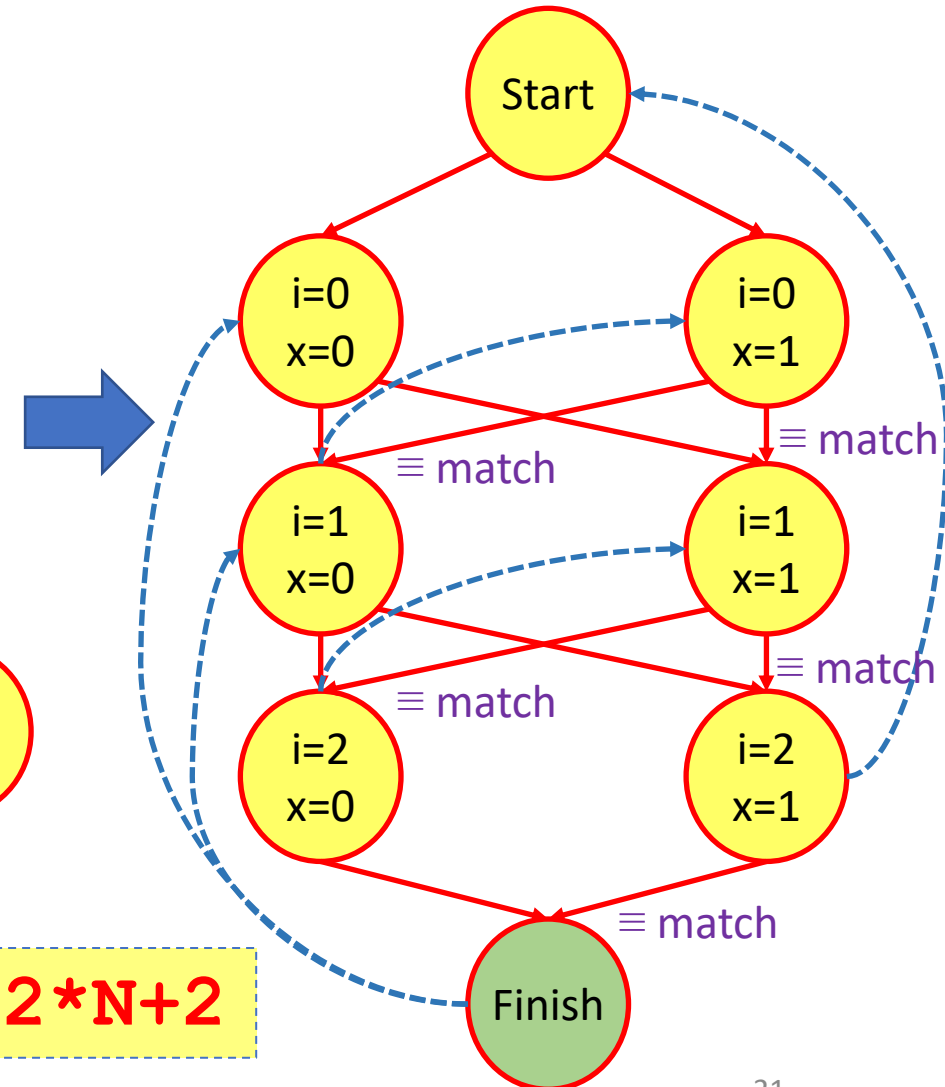 Start
i=0
x=0
i=0
x=1
≡ match
≡ match
i=1
x=0
i=1
x=1
≡ match
≡ match
i=2
x=0
i=2
x=1
≡ match
2*N+2
Finish